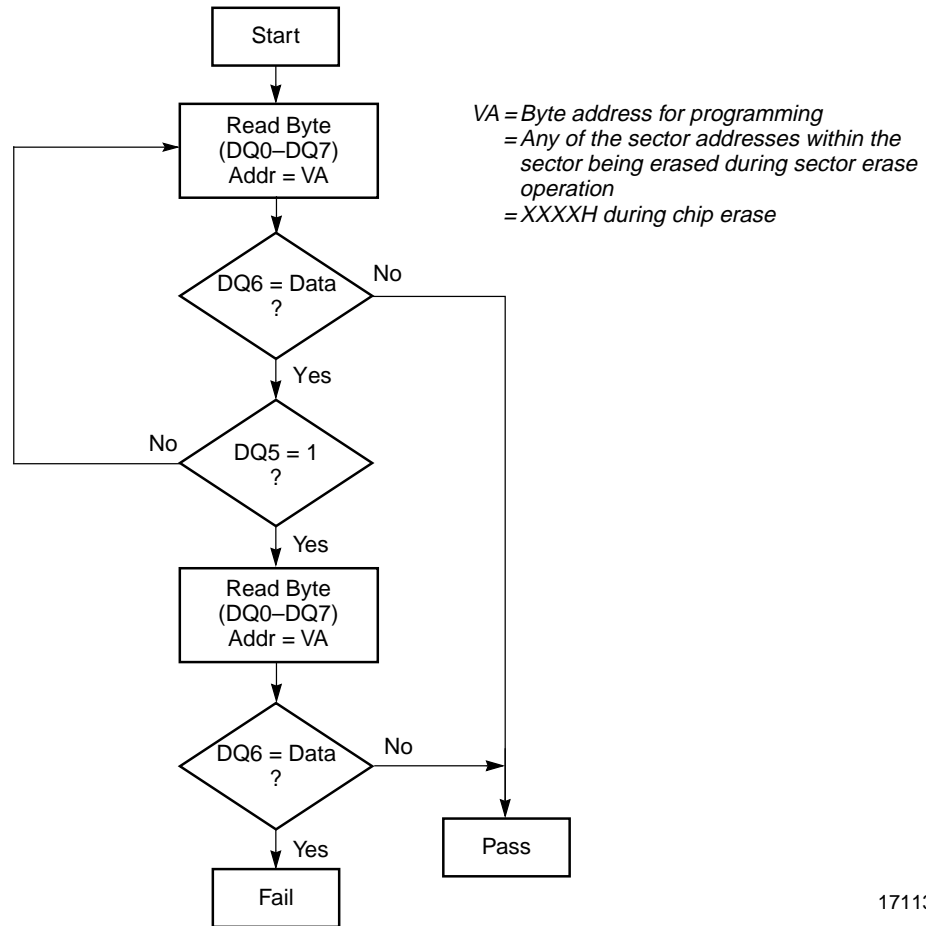 Start
Read Byte
(DQ0–DQ7)
Addr = VA
VA = Byte address for programming
= Any of the sector addresses within the
sector being erased during sector erase
operation
= XXXXH during chip erase
DQ6 = Data
?
No
Yes
No
DQ5 = 1
?
Yes
Read Byte
(DQ0–DQ7)
Addr = VA
DQ6 = Data
?
No
Yes
Pass
Fail
17113